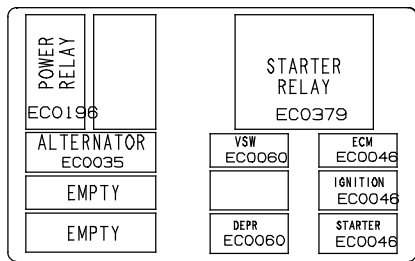 POWER
RELAY
EC0196
STARTER
RELAY
EC0379
ALTERNATOR
EC0035
VSW
EC0060
ECM
EC0046
EMPTY
IGNITION
EC0046
EMPTY
DEPR
EC0060
STARTER
EC0046